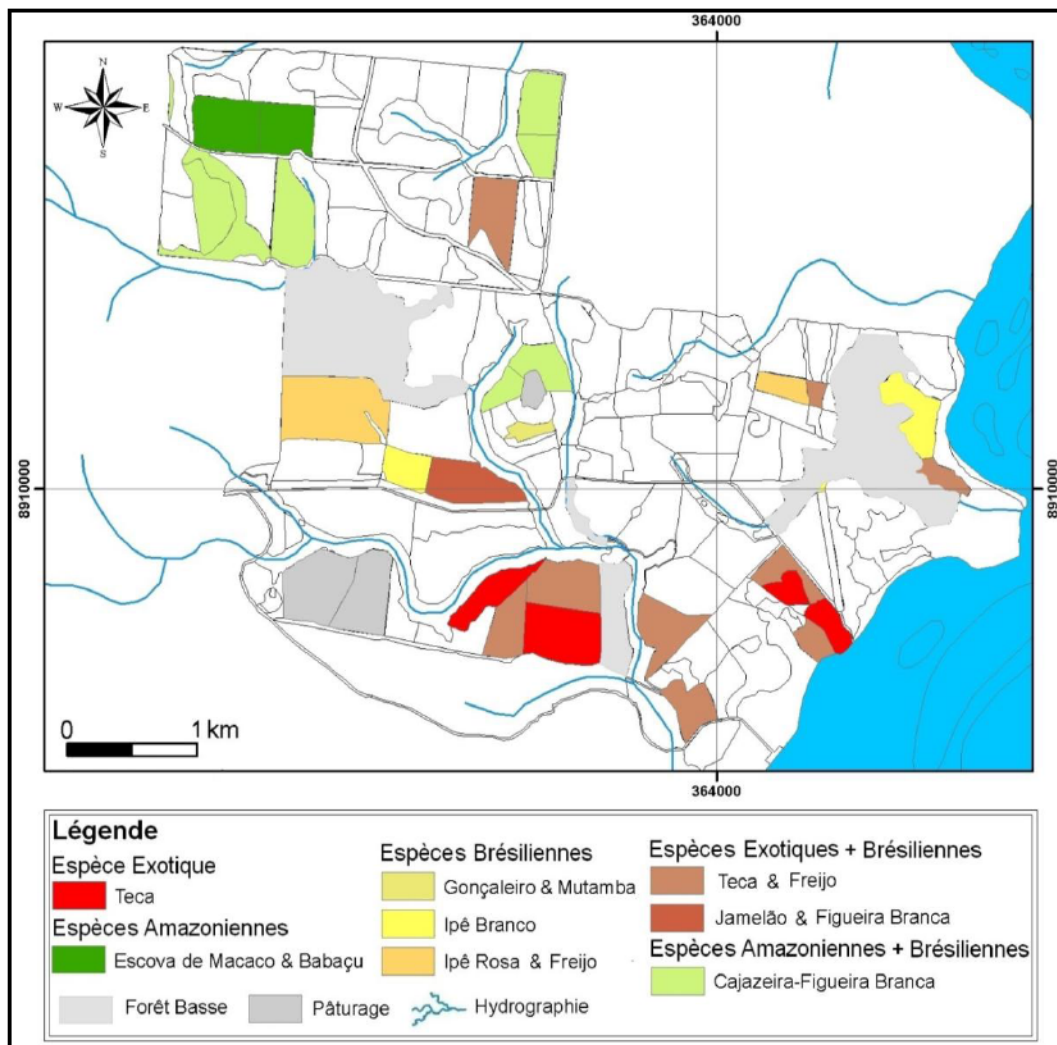 364000
N
W E
S
8910000
8910000
0 1 km
364000
Légende
Espèce Exotique
Teca
Espèces Amazoniennes
Escova de Macaco & Babaçu
Espèces Brésiliennes
Gonçaleiro & Mutamba
Ipê Branco
Ipê Rosa & Freijo
Espèces Exotiques + Brésiliennes
Teca & Freijo
Jamelão & Figueira Branca
Espèces Amazoniennes + Brésiliennes
Cajazeira-Figueira Branca
Forêt Basse
Pâturage
Hydrographie